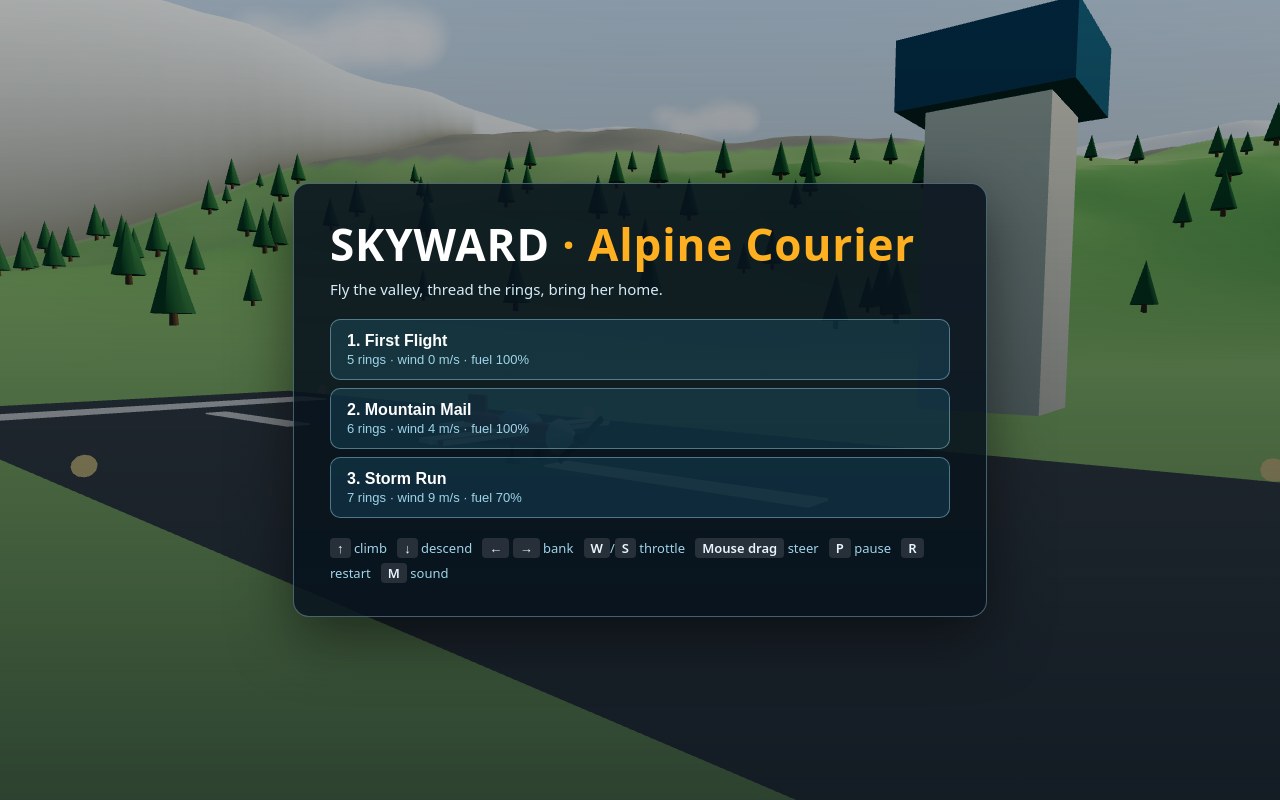 SKYWARD · Alpine Courier
Fly the valley, thread the rings, bring her home.
1. First Flight
5 rings · wind 0 m/s · fuel 100%
2. Mountain Mail
6 rings · wind 4 m/s · fuel 100%
3. Storm Run
7 rings · wind 9 m/s · fuel 70%
↑ climb ↓ descend ← → bank W / S throttle Mouse drag steer P pause R
restart M sound